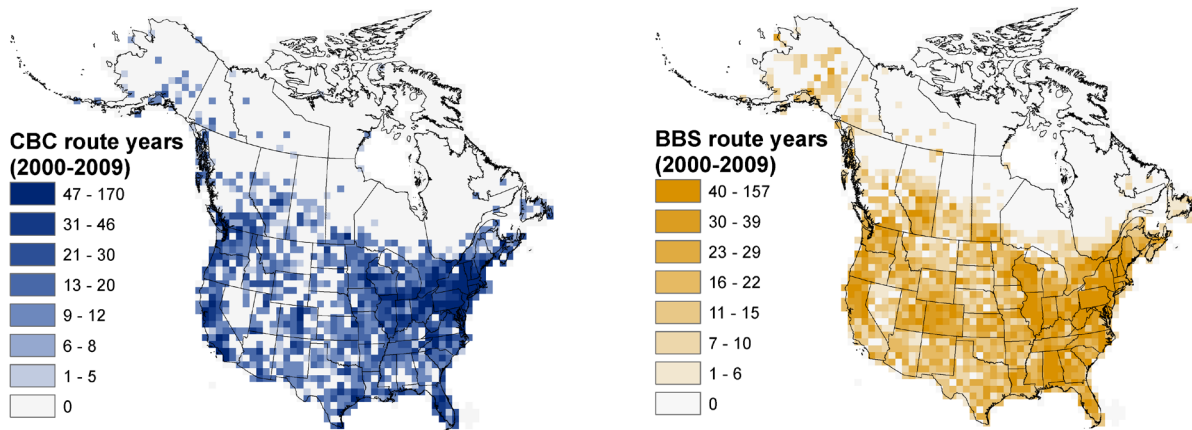 CBC route years
(2000-2009)
47 - 170
31 - 46
21 - 30
13 - 20
9 - 12
6 - 8
1 - 5
0
BBS route years
(2000-2009)
40 - 157
30 - 39
23 - 29
16 - 22
11 - 15
7 - 10
1 - 6
0